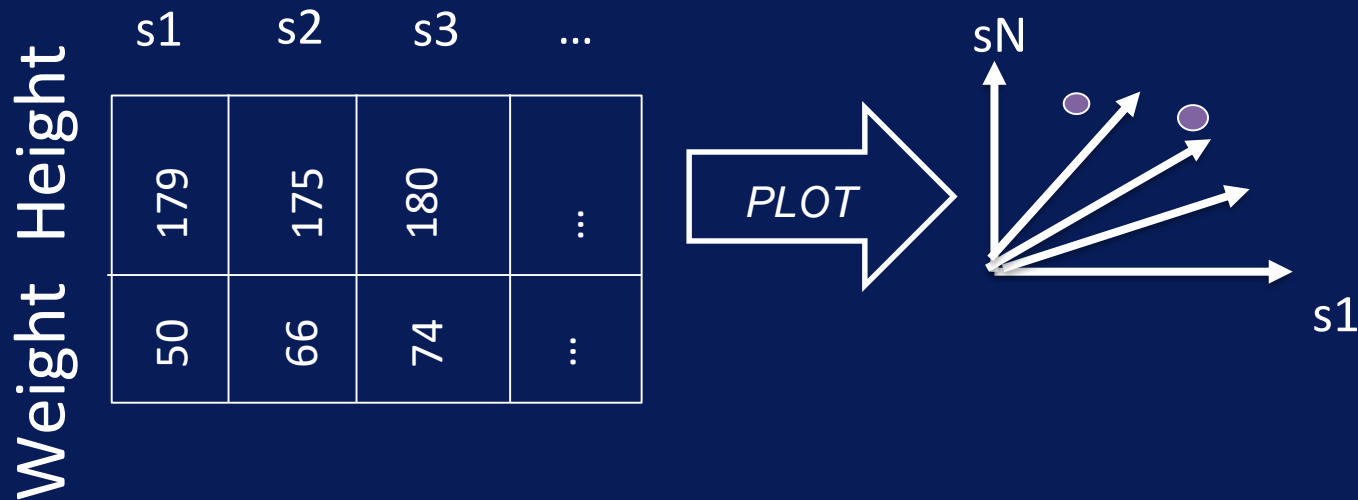 s1 s2 s3 ...
Height 179 175 180 ...
Weight 50 66 74 ...
PLOT
sN
s1